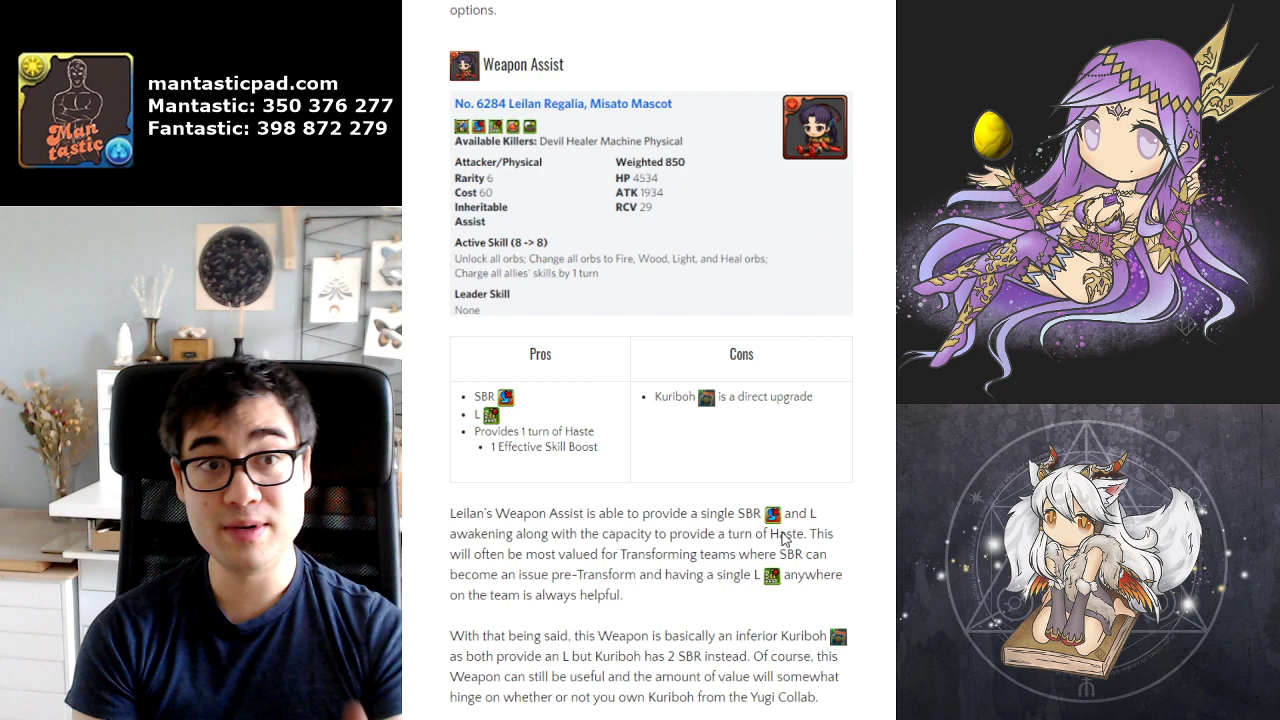 Man
tastic
mantasticpad.com
Mantastic: 350 376 277
Fantastic: 398 872 279
options.
Weapon Assist
No. 6284 Leilan Regalia, Misato Mascot
Available Killers: Devil Healer Machine Physical
Attacker/Physical Weighted 850
Rarity 6 HP 4534
Cost 60 ATK 1934
Inheritable RCV 29
Assist
Active Skill (8 -> 8)
Unlock all orbs; Change all orbs to Fire, Wood, Light, and Heal orbs;
Charge all allies' skills by 1 turn
Leader Skill
None
Pros Cons
SBR
L
Provides 1 turn of Haste
1 Effective Skill Boost
Kuriboh is a direct upgrade
Leilan's Weapon Assist is able to provide a single SBR and L
awakening along with the capacity to provide a turn of Haste. This
will often be most valued for Transforming teams where SBR can
become an issue pre-Transform and having a single L anywhere
on the team is always helpful.
With that being said, this Weapon is basically an inferior Kuriboh
as both provide an L but Kuriboh has 2 SBR instead. Of course, this
Weapon can still be useful and the amount of value will somewhat
hinge on whether or not you own Kuriboh from the Yugi Collab.